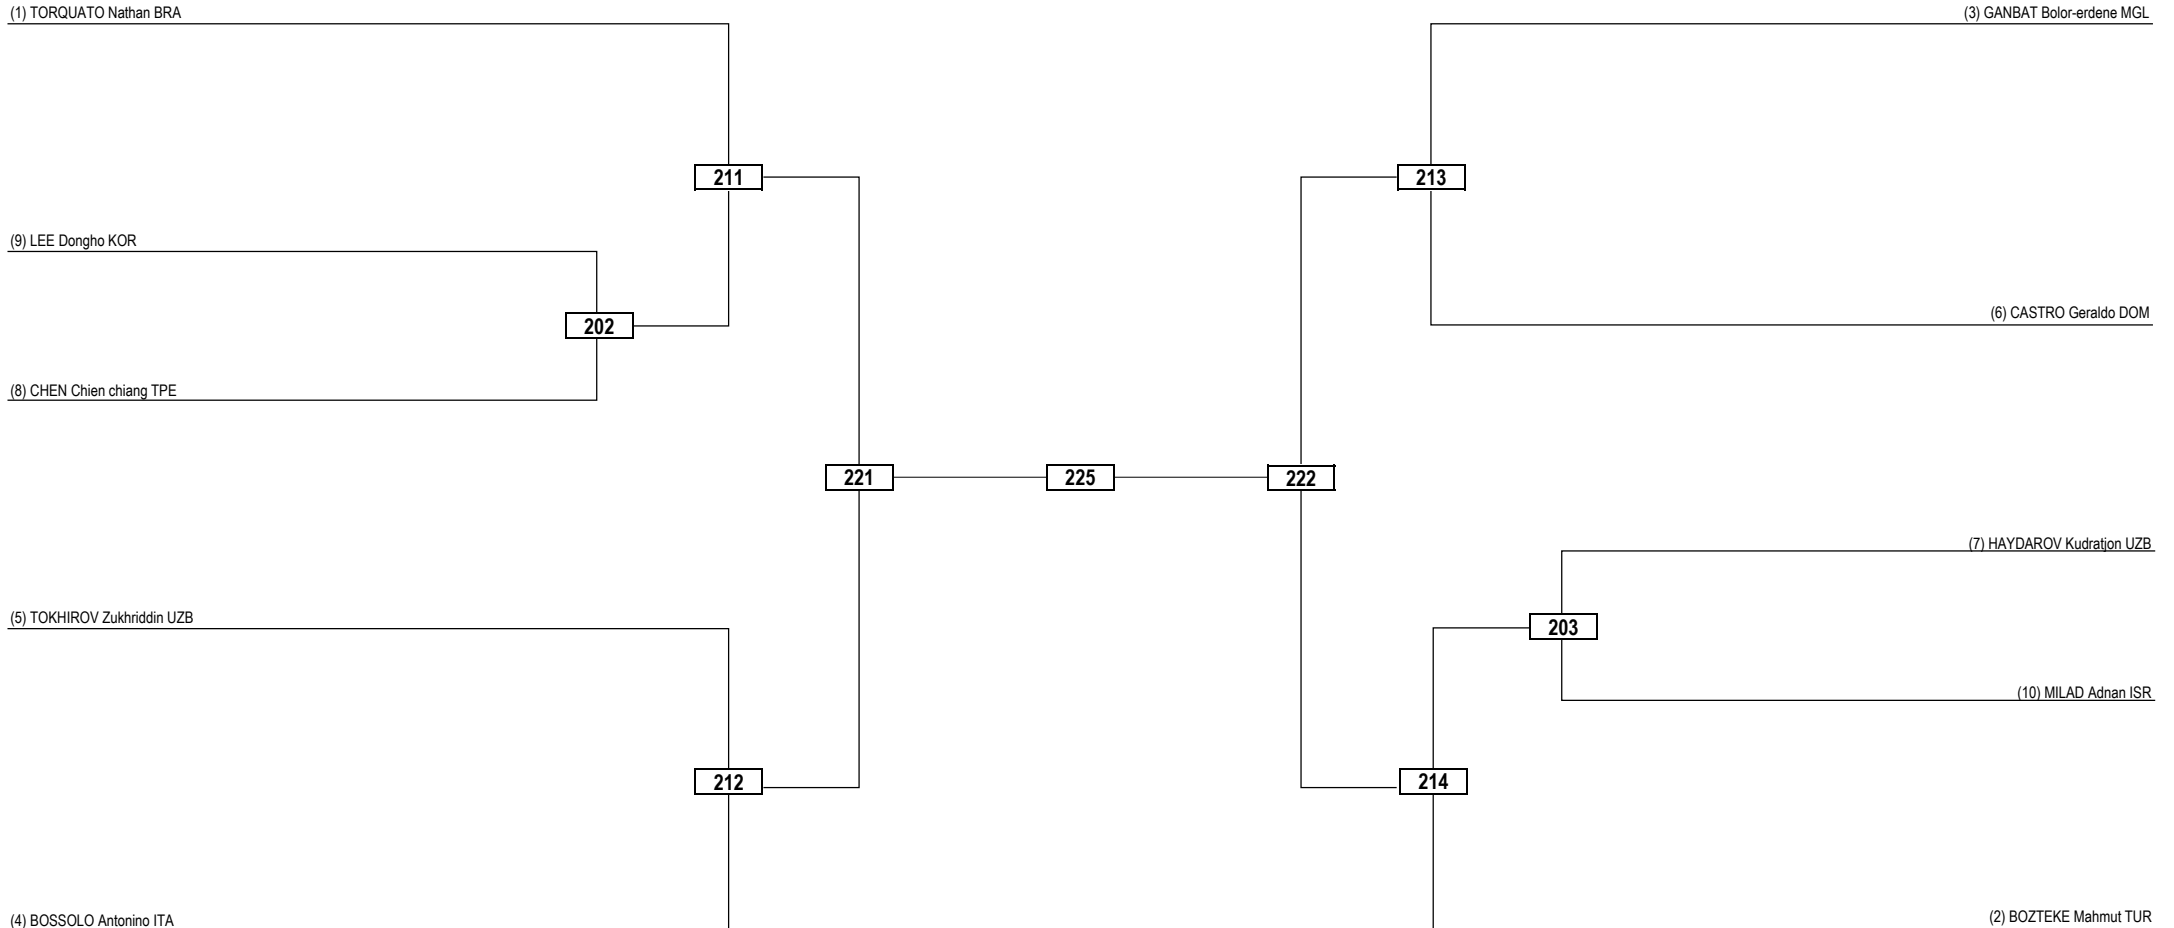 (1) TORQUATO Nathan BRA
(3) GANBAT Bolor-erdene MGL
211
213
(9) LEE Dongho KOR
(6) CASTRO Geraldo DOM
202
(8) CHEN Chien chiang TPE
221
225
222
(7) HAYDAROV Kudratjon UZB
(5) TOKHIROV Zukhriddin UZB
203
(10) MILAD Adnan ISR
212
214
(4) BOSSOLO Antonino ITA
(2) BOZTEKE Mahmut TUR